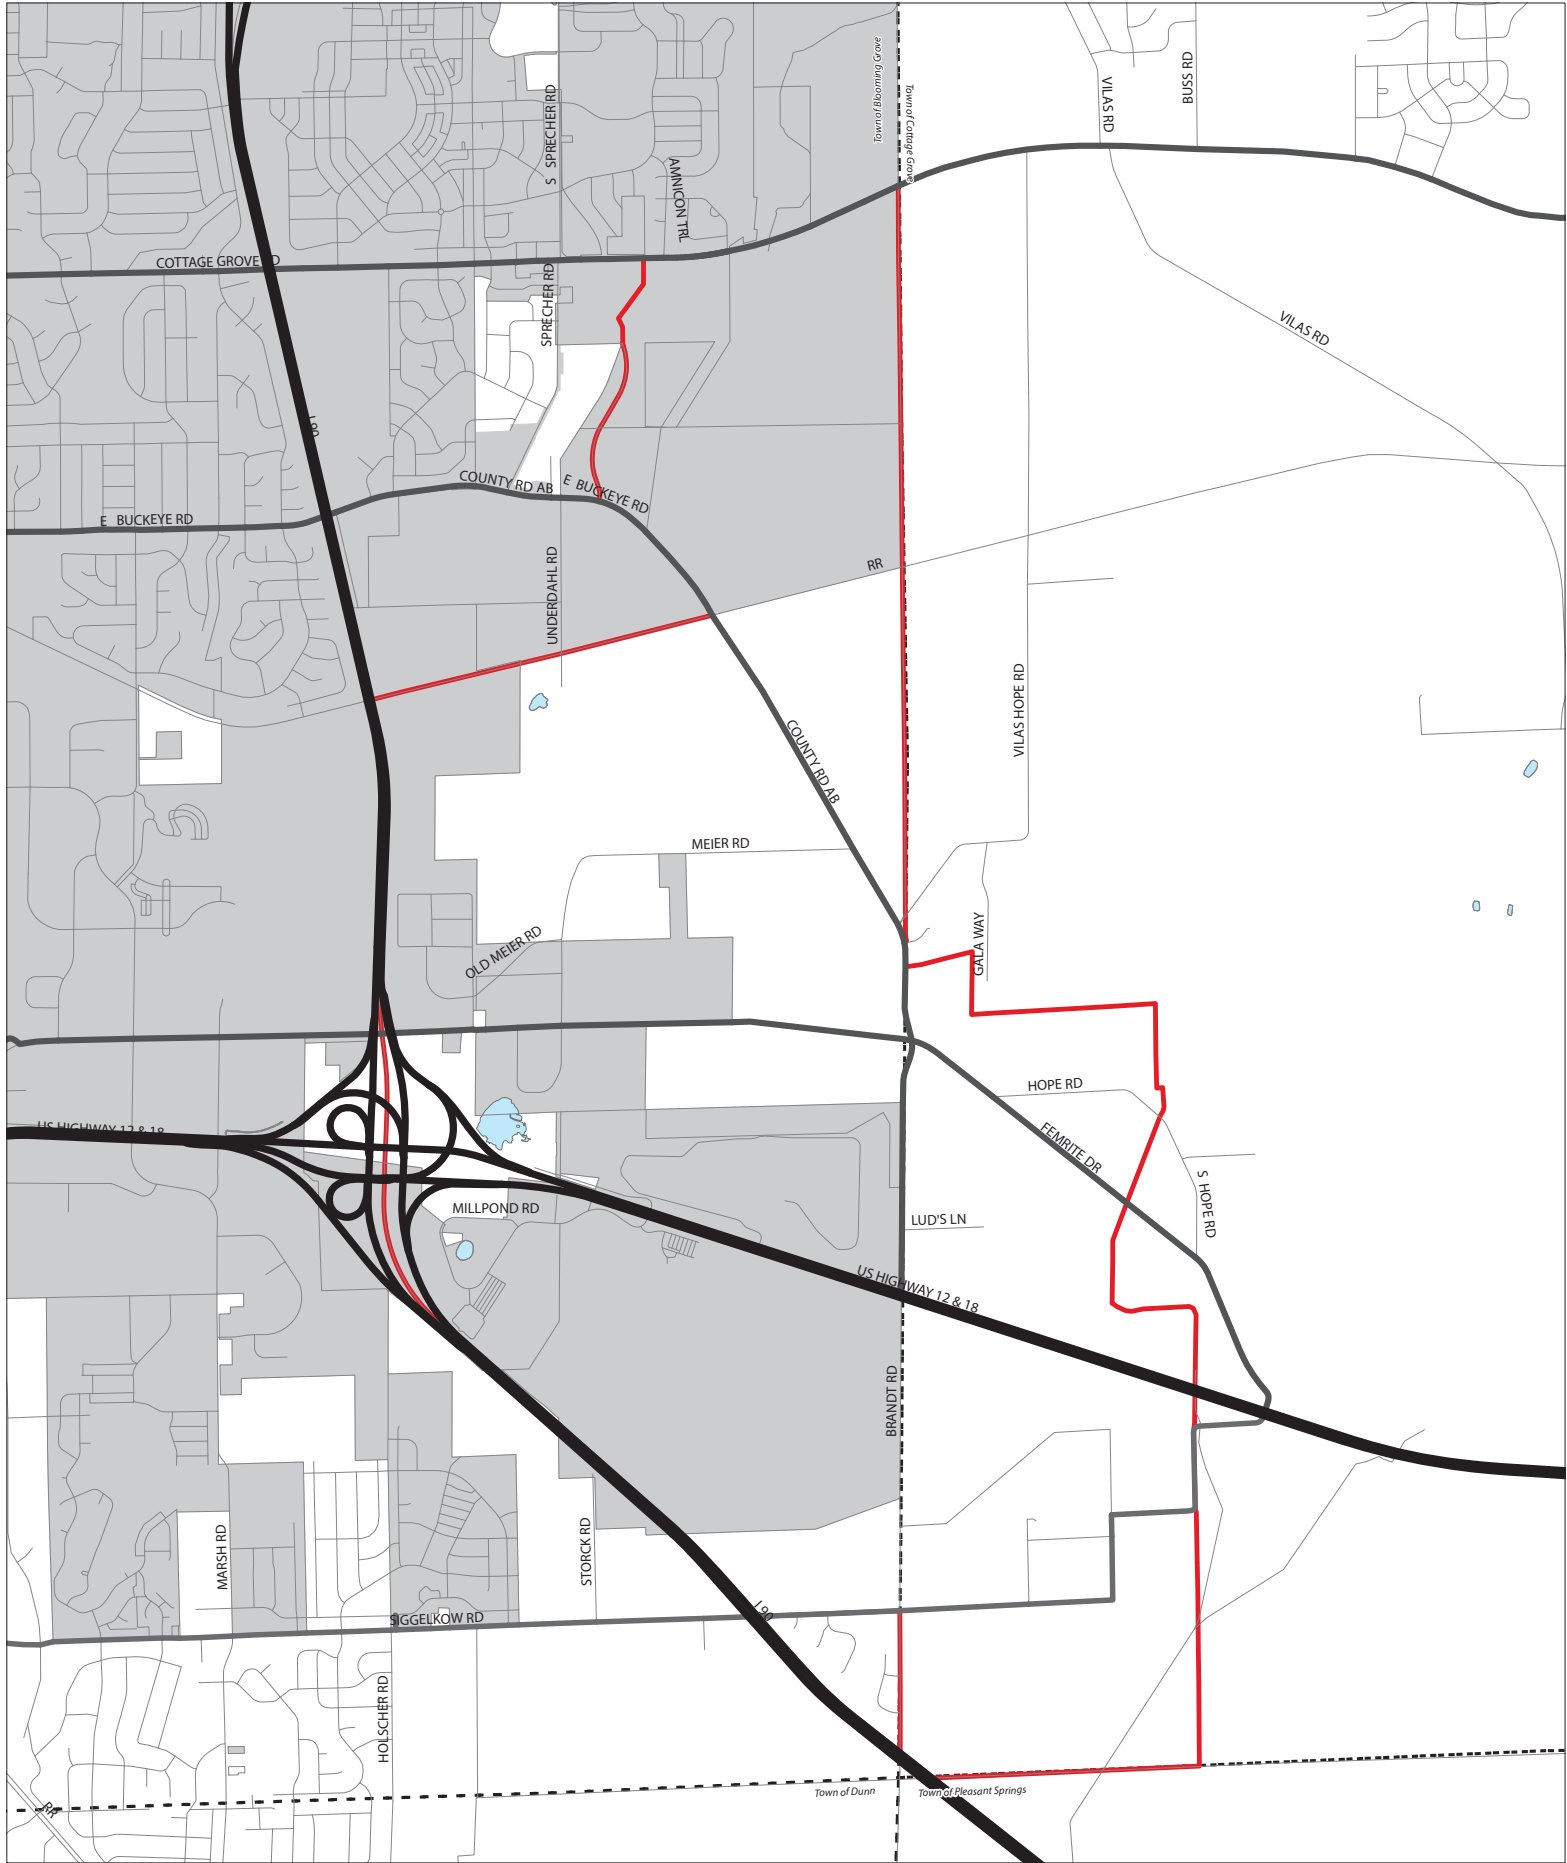 Town of Blooming Grove
Town of Cottage Grove
VILAS RD
BUSS RD
S SPRECHER RD
AMNICON TRL
COTTAGE GROVE RD
SPRECHER RD
VILAS RD
I 90
COUNTY RD AB
E BUCKEYE RD
E BUCKEYE RD
RR
UNDERDAHL RD
VILAS HOPE RD
COUNTY RD AB
MEIER RD
OLD MEIER RD
GALA WAY
HOPE RD
US HIGHWAY 12 & 18
FEMRITE DR
S HOPE RD
MILLPOND RD
LUD'S LN
US HIGHWAY 12 & 18
BRANDT RD
MARSH RD
STORCK RD
I 90
SIGGELKOW RD
HOLSCHER RD
Town of Dunn
Town of Pleasant Springs
RR